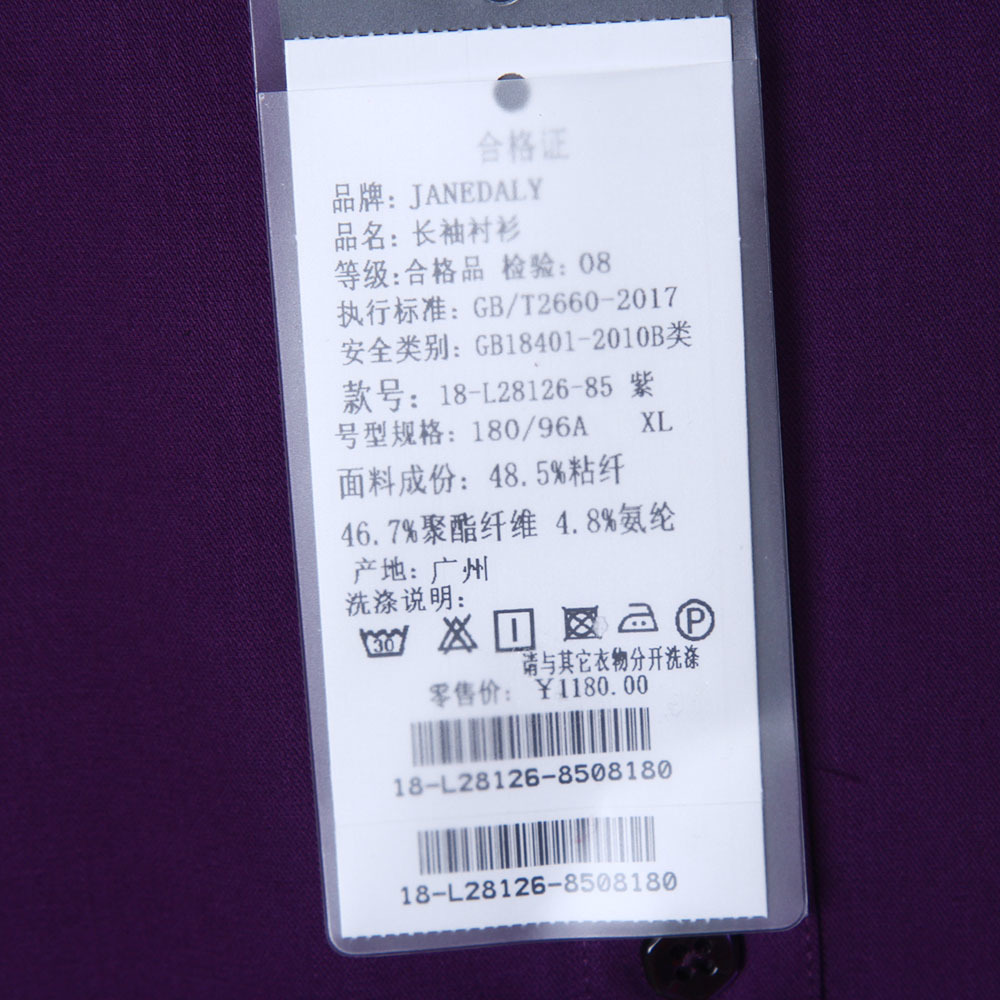 合格证
品牌: JANEDALY
品名: 长袖衬衫
等级:合格品 检验: 08
执行标准: GB/T2660-2017
安全类别: GB18401-2010B类
款号: 18-L28126-85 紫
号型规格: 180/96A XL
面料成份: 48.5%粘纤
46.7%聚酯纤维 4.8%氨纶
产地: 广州
洗涤说明:
30 P
请与其它衣物分开洗涤
零售价: ¥1180.00
18-L28126-8508180
18-L28126-8508180